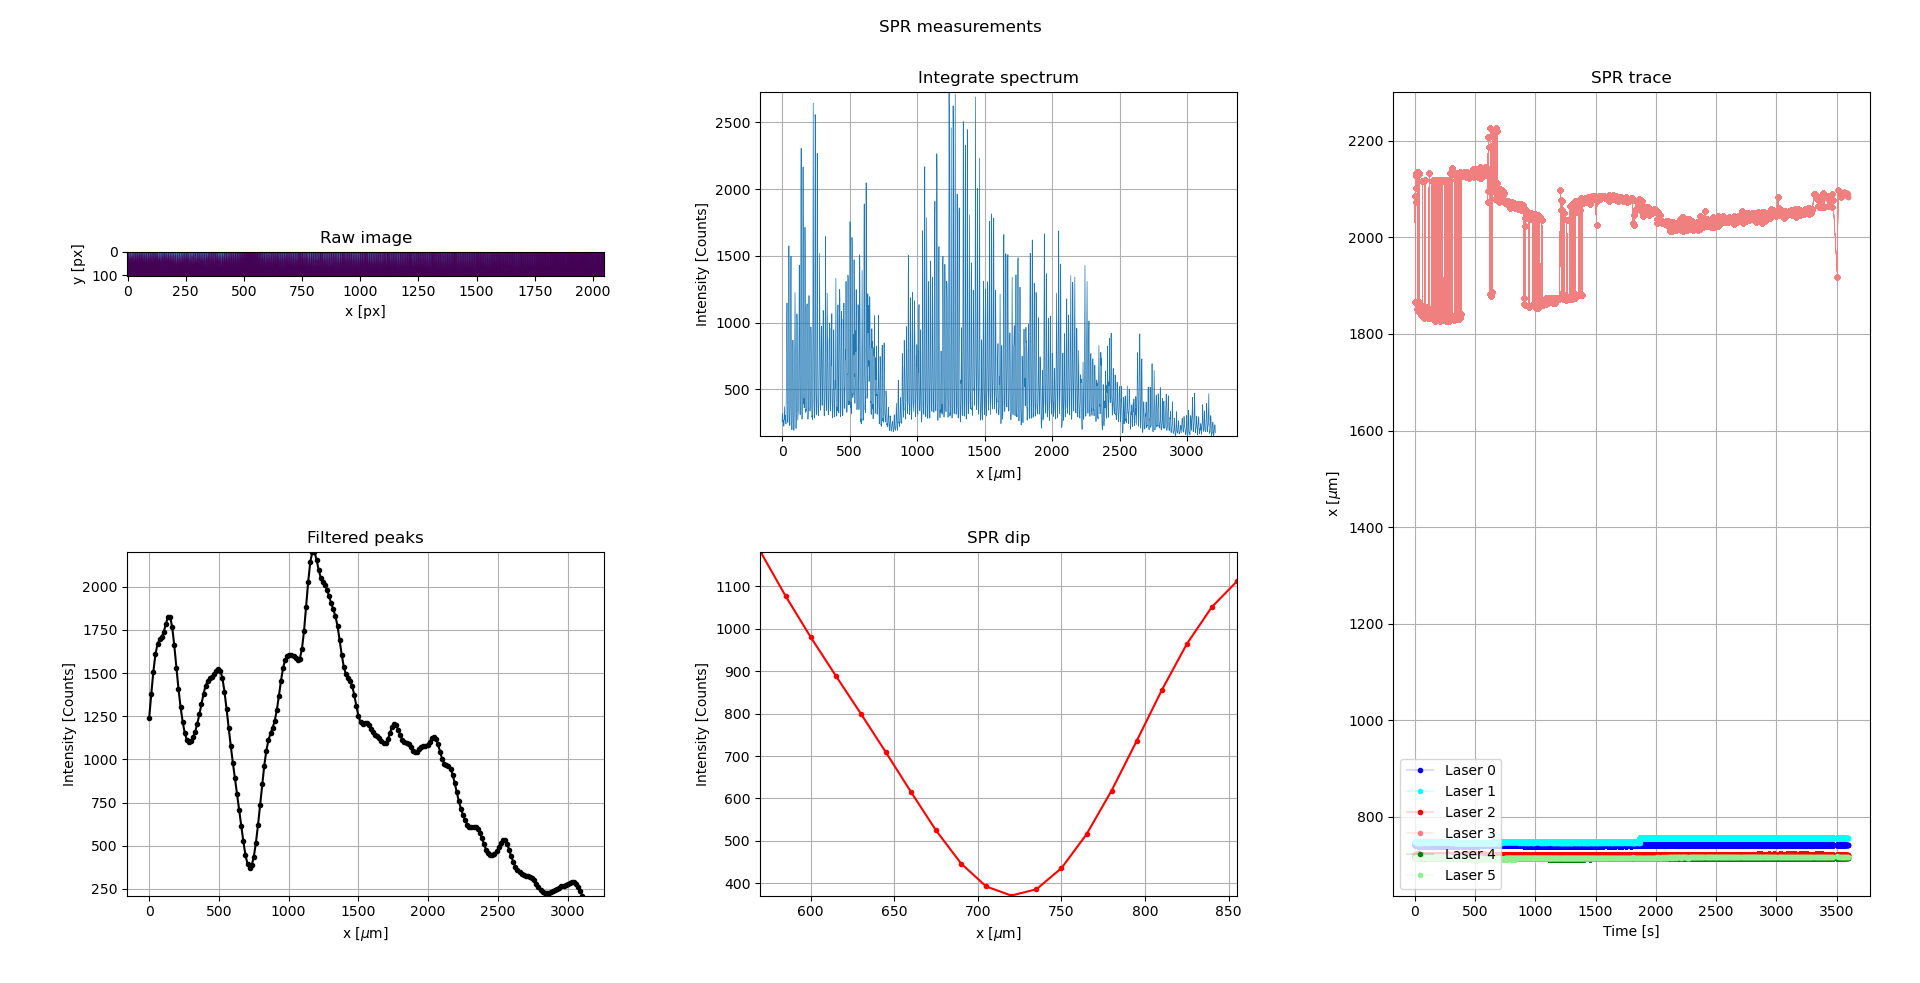 SPR measurements
Raw image
y [px]
0
100
0 250 500 750 1000 1250 1500 1750 2000
x [px]
Integrate spectrum
Intensity [Counts]
2500
2000
1500
1000
500
0 500 1000 1500 2000 2500 3000
x [μm]
SPR trace
x [μm]
2200
2000
1800
1600
1400
1200
1000
800
Laser 0
Laser 1
Laser 2
Laser 3
Laser 4
Laser 5
0 500 1000 1500 2000 2500 3000 3500
Time [s]
Filtered peaks
Intensity [Counts]
2000
1750
1500
1250
1000
750
500
250
0 500 1000 1500 2000 2500 3000
x [μm]
SPR dip
Intensity [Counts]
1100
1000
900
800
700
600
500
400
600 650 700 750 800 850
x [μm]